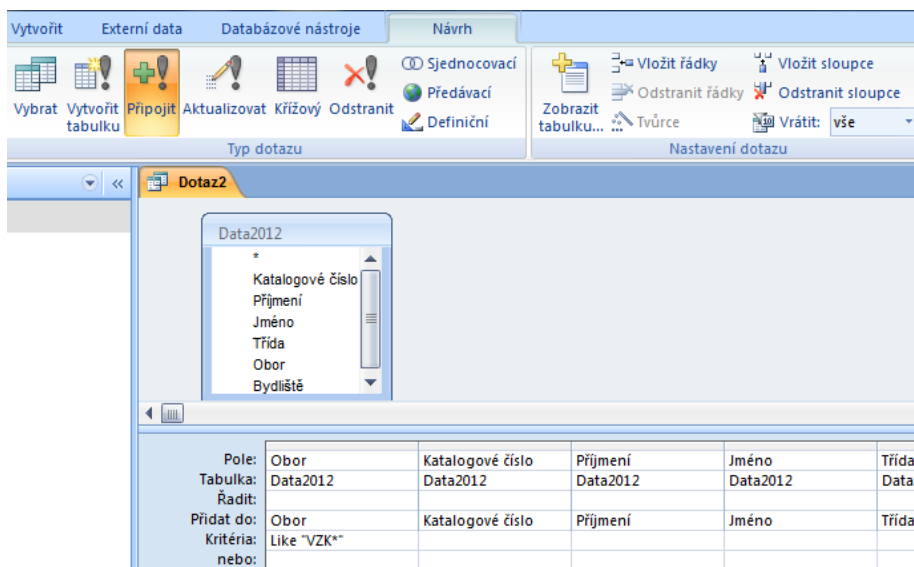 Vytvořit Externí data Databázové nástroje Návrh
Vybrat Vytvořit tabulku Připojit Aktualizovat Křížový Odstranit
Sjednocovací
Předávací
Definiční
Typ dotazu
Zobrazit tabulku...
Vložit řádky
Odstranit řádky
Tvůrce
Vložit sloupce
Odstranit sloupce
Vrátit: vše
Nastavení dotazu
Dotaz2
Data2012
*
Katalogové číslo
Příjmení
Jméno
Třída
Obor
Bydliště
Pole: Obor Katalogové číslo Příjmení Jméno Třída
Tabulka: Data2012 Data2012 Data2012 Data2012 Data
Řadit:
Přidat do: Obor Katalogové číslo Příjmení Jméno Třída
Kritéria: Like "VZK*"
nebo: